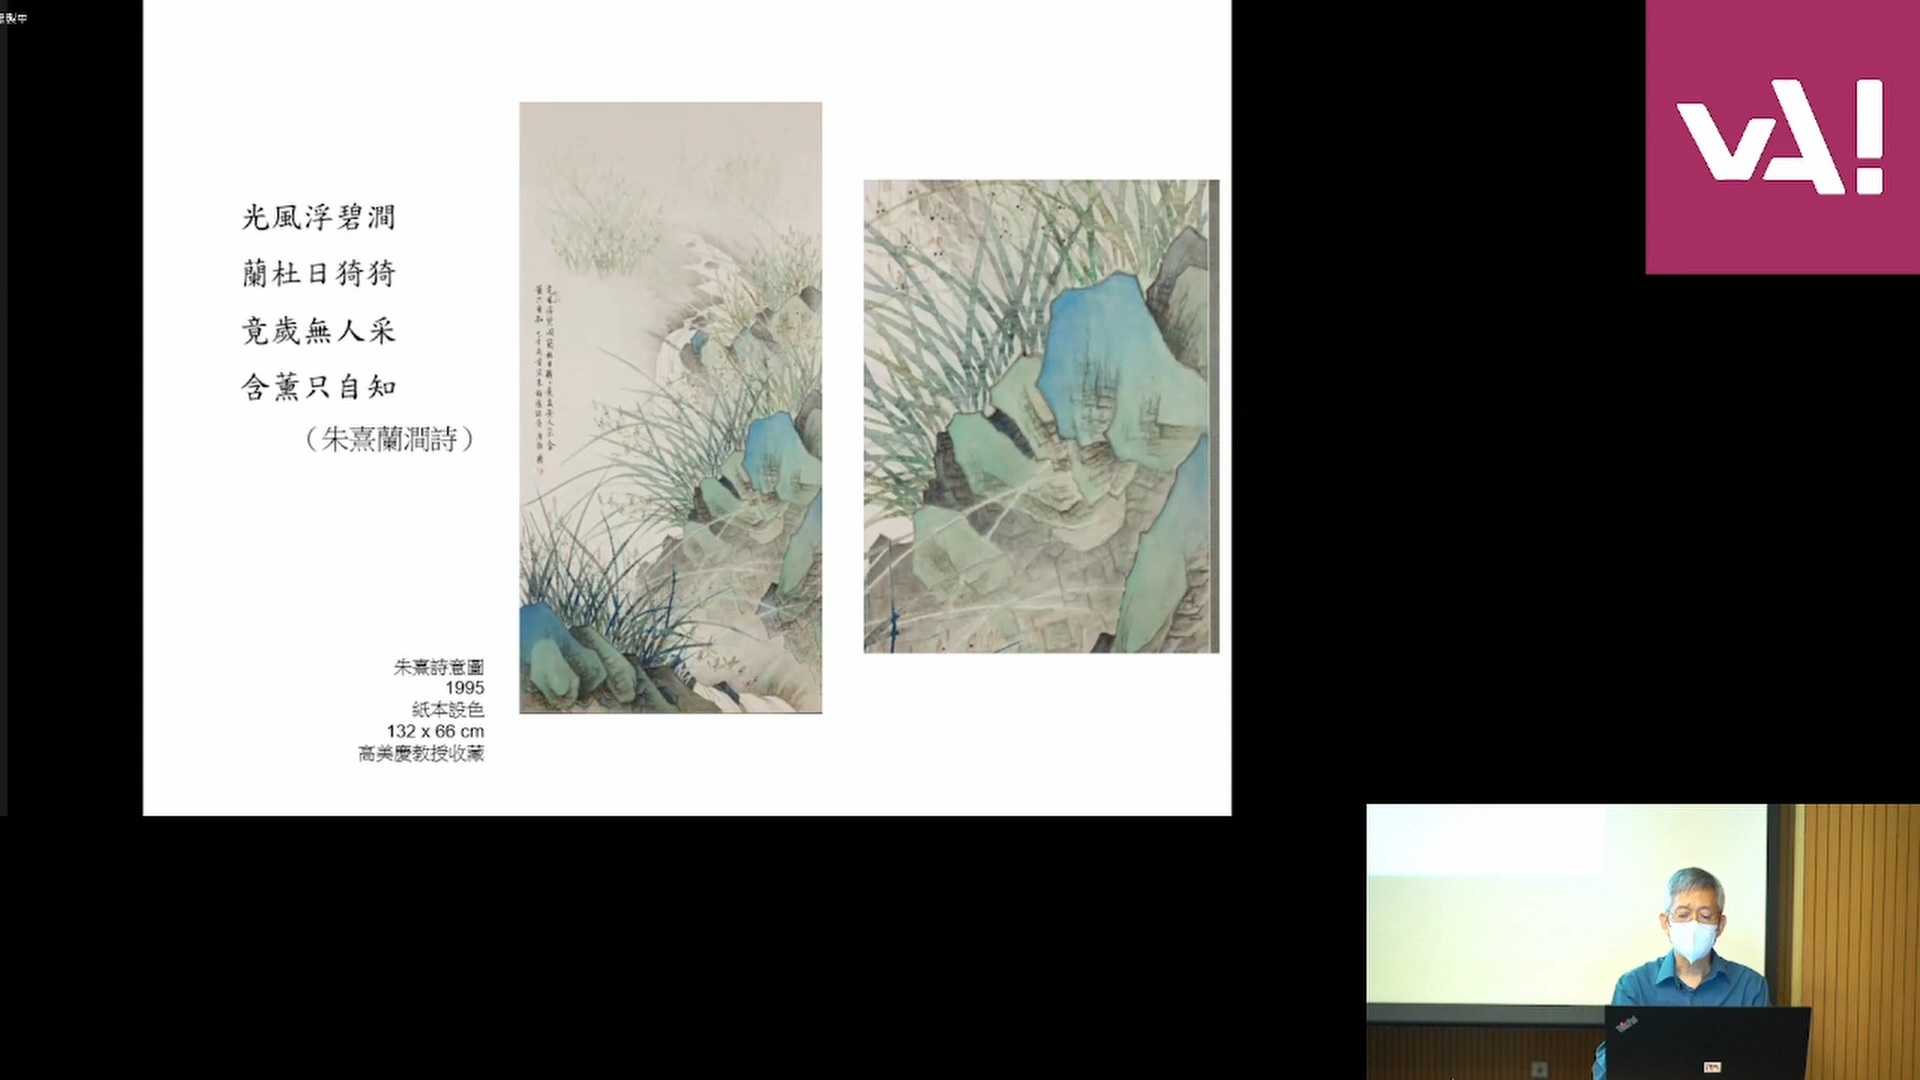 光風浮碧澗
蘭杜日猗猗
竟歲無人采
含薰只自知
（朱熹蘭澗詩）
朱熹詩意圖
1995
紙本設色
132 x 66 cm
高美慶教授收藏
vA!